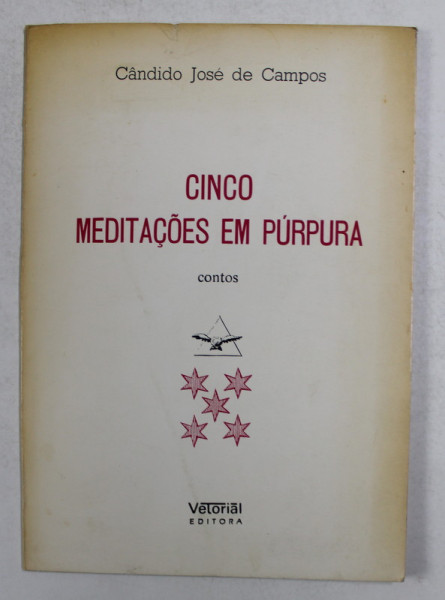 Cândido José de Campos
CINCO
MEDITAÇÕES EM PÚRPURA
contos
Vetorial
EDITORA